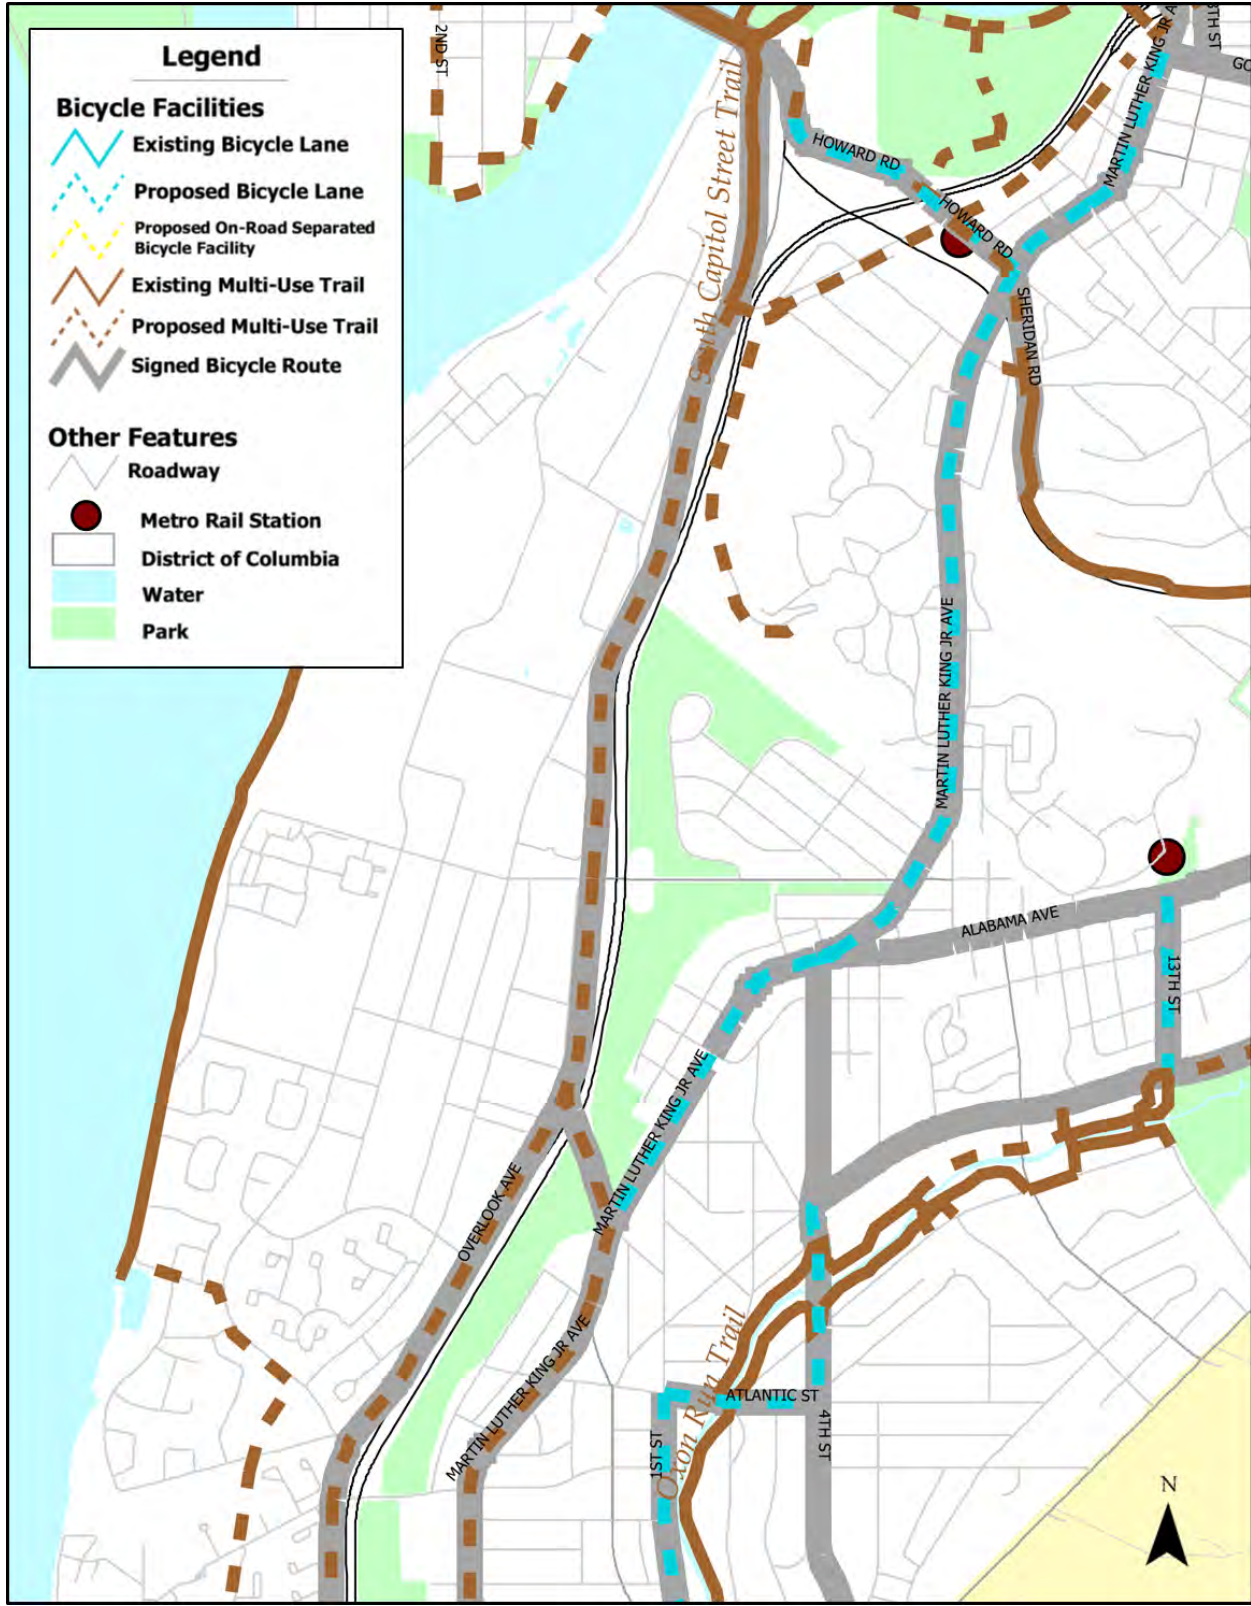 Legend
Bicycle Facilities
Existing Bicycle Lane
Proposed Bicycle Lane
Proposed On-Road Separated
Bicycle Facility
Existing Multi-Use Trail
Proposed Multi-Use Trail
Signed Bicycle Route
Other Features
Roadway
Metro Rail Station
District of Columbia
Water
Park
2ND ST
South Capitol Street Trail
HOWARD RD
HOWARD RD
SHERIDAN RD
MARTIN LUTHER KING JR A
8TH ST
GO
MARTIN LUTHER KING JR AVE
ALABAMA AVE
13TH ST
MARTIN LUTHER KING JR AVE
OVERLOOK AVE
MARTIN LUTHER KING JR AVE
Oxon Run Trail
ATLANTIC ST
1ST ST
4TH ST
N